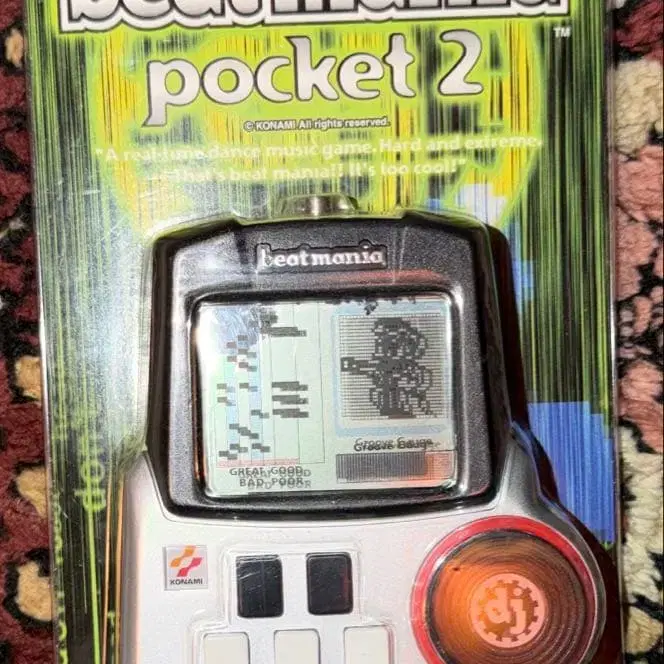 beatmania
TM
pocket 2
© KONAMI All rights reserved.
"A real-time dance music game. Hard and extreme.
That's beat mania!! It's too cool!"
beatmania
Groove Gauge
GREAT GOOD
BAD POOR
KONAMI
dj